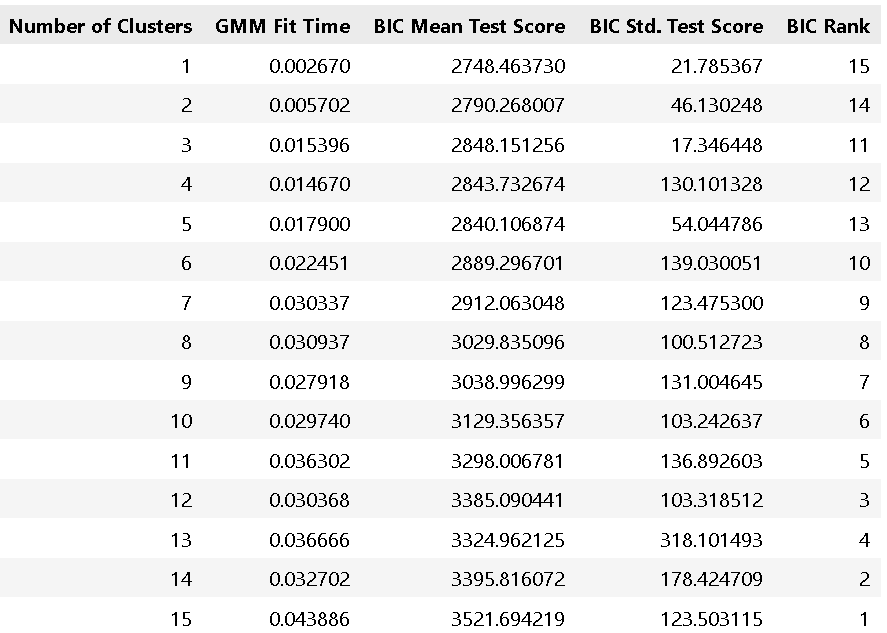 Number of Clusters GMM Fit Time BIC Mean Test Score BIC Std. Test Score BIC Rank
1 0.002670 2748.463730 21.785367 15
2 0.005702 2790.268007 46.130248 14
3 0.015396 2848.151256 17.346448 11
4 0.014670 2843.732674 130.101328 12
5 0.017900 2840.106874 54.044786 13
6 0.022451 2889.296701 139.030051 10
7 0.030337 2912.063048 123.475300 9
8 0.030937 3029.835096 100.512723 8
9 0.027918 3038.996299 131.004645 7
10 0.029740 3129.356357 103.242637 6
11 0.036302 3298.006781 136.892603 5
12 0.030368 3385.090441 103.318512 3
13 0.036666 3324.962125 318.101493 4
14 0.032702 3395.816072 178.424709 2
15 0.043886 3521.694219 123.503115 1